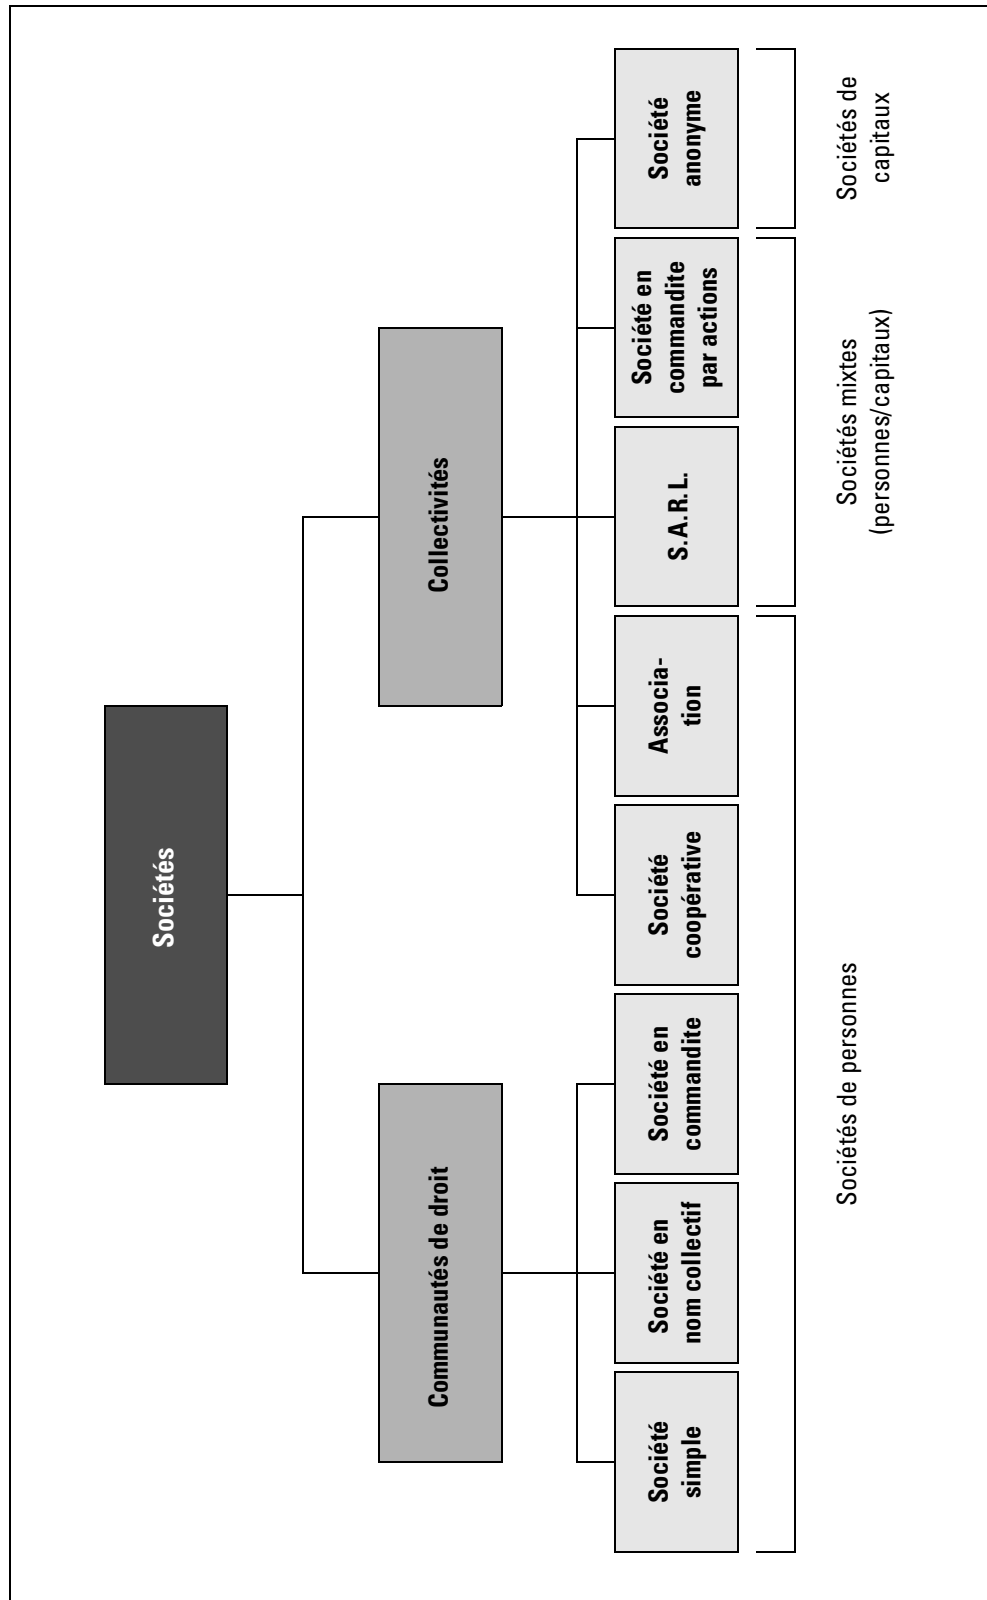 Sociétés
Communautés de droit
Collectivités
Société
simple
Société en
nom collectif
Société en
commandite
Société
coopérative
Associa-
tion
S.A.R.L.
Société en
commandite
par actions
Société
anonyme
Sociétés de personnes
Sociétés mixtes
(personnes/capitaux)
Sociétés de
capitaux